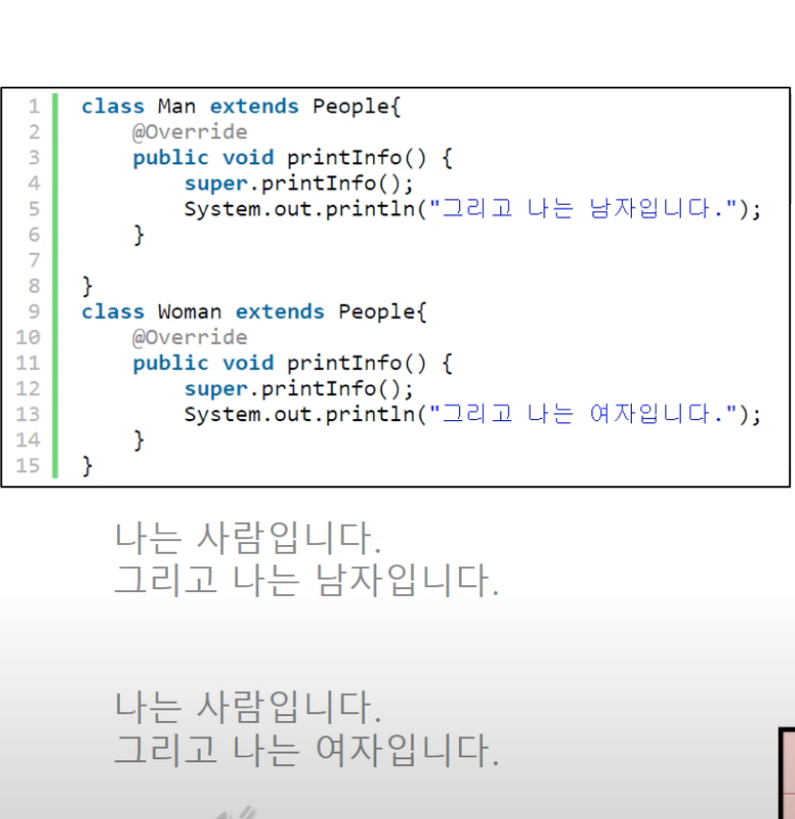 1 class Man extends People{
2 @Override
3 public void printInfo() {
4 super.printInfo();
5 System.out.println("그리고 나는 남자입니다.");
6 }
7
8 }
9 class Woman extends People{
10 @Override
11 public void printInfo() {
12 super.printInfo();
13 System.out.println("그리고 나는 여자입니다.");
14 }
15 }
나는 사람입니다.
그리고 나는 남자입니다.
나는 사람입니다.
그리고 나는 여자입니다.